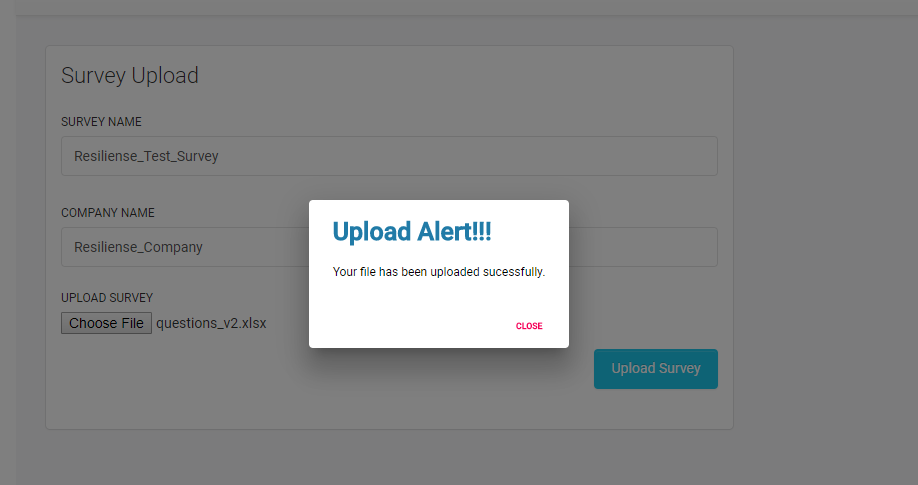 Survey Upload
SURVEY NAME
Resiliense_Test_Survey
COMPANY NAME
Resiliense_Company
UPLOAD SURVEY
Choose File questions_v2.xlsx
Upload Survey
Upload Alert!!!
Your file has been uploaded sucessfully.
CLOSE